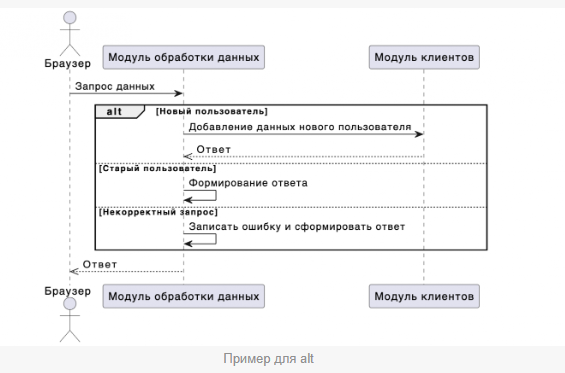 Браузер
Модуль обработки данных
Модуль клиентов
Запрос данных
alt
[Новый пользователь]
Добавление данных нового пользователя
Ответ
[Старый пользователь]
Формирование ответа
[Некорректный запрос]
Записать ошибку и сформировать ответ
Ответ
Браузер
Модуль обработки данных
Модуль клиентов
Пример для alt